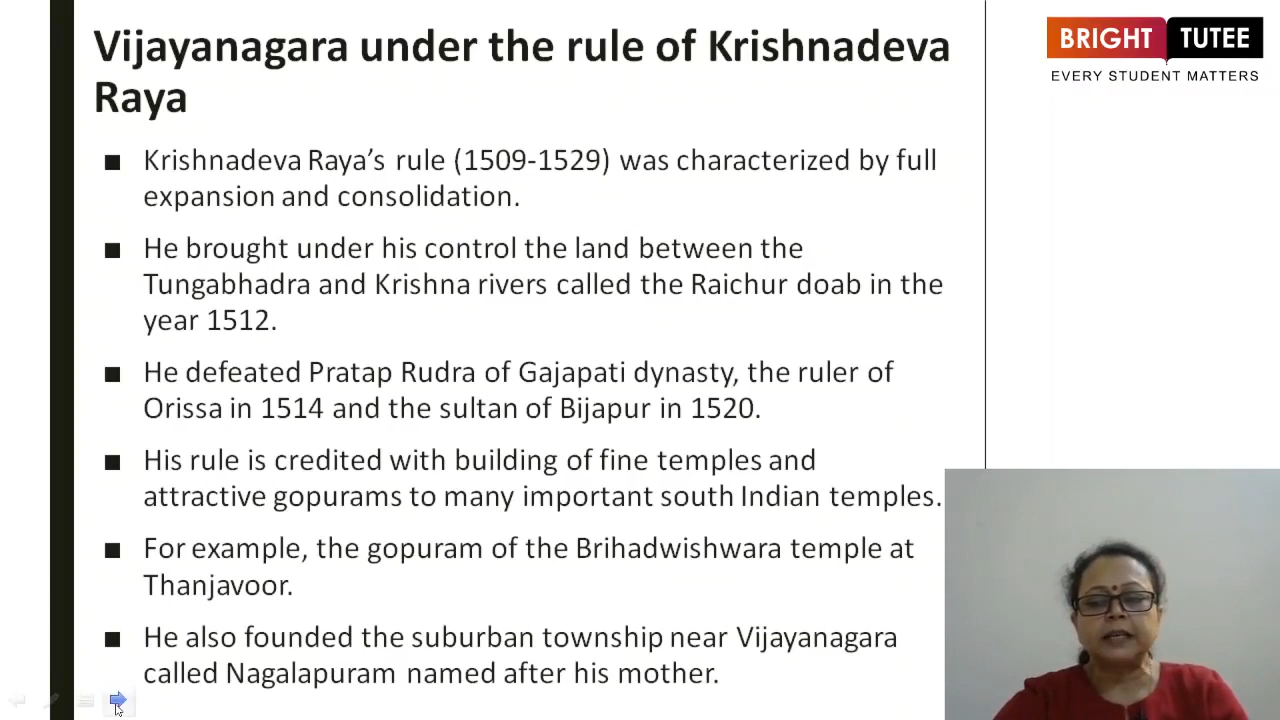 Vijayanagara under the rule of Krishnadeva
Raya
BRIGHT TUTEE
EVERY STUDENT MATTERS
■ Krishnadeva Raya’s rule (1509-1529) was characterized by full
expansion and consolidation.
■ He brought under his control the land between the
Tungabhadra and Krishna rivers called the Raichur doab in the
year 1512.
■ He defeated Pratap Rudra of Gajapati dynasty, the ruler of
Orissa in 1514 and the sultan of Bijapur in 1520.
■ His rule is credited with building of fine temples and
attractive gopurams to many important south Indian temples.
■ For example, the gopuram of the Brihadwishwara temple at
Thanjavoor.
■ He also founded the suburban township near Vijayanagara
called Nagalapuram named after his mother.